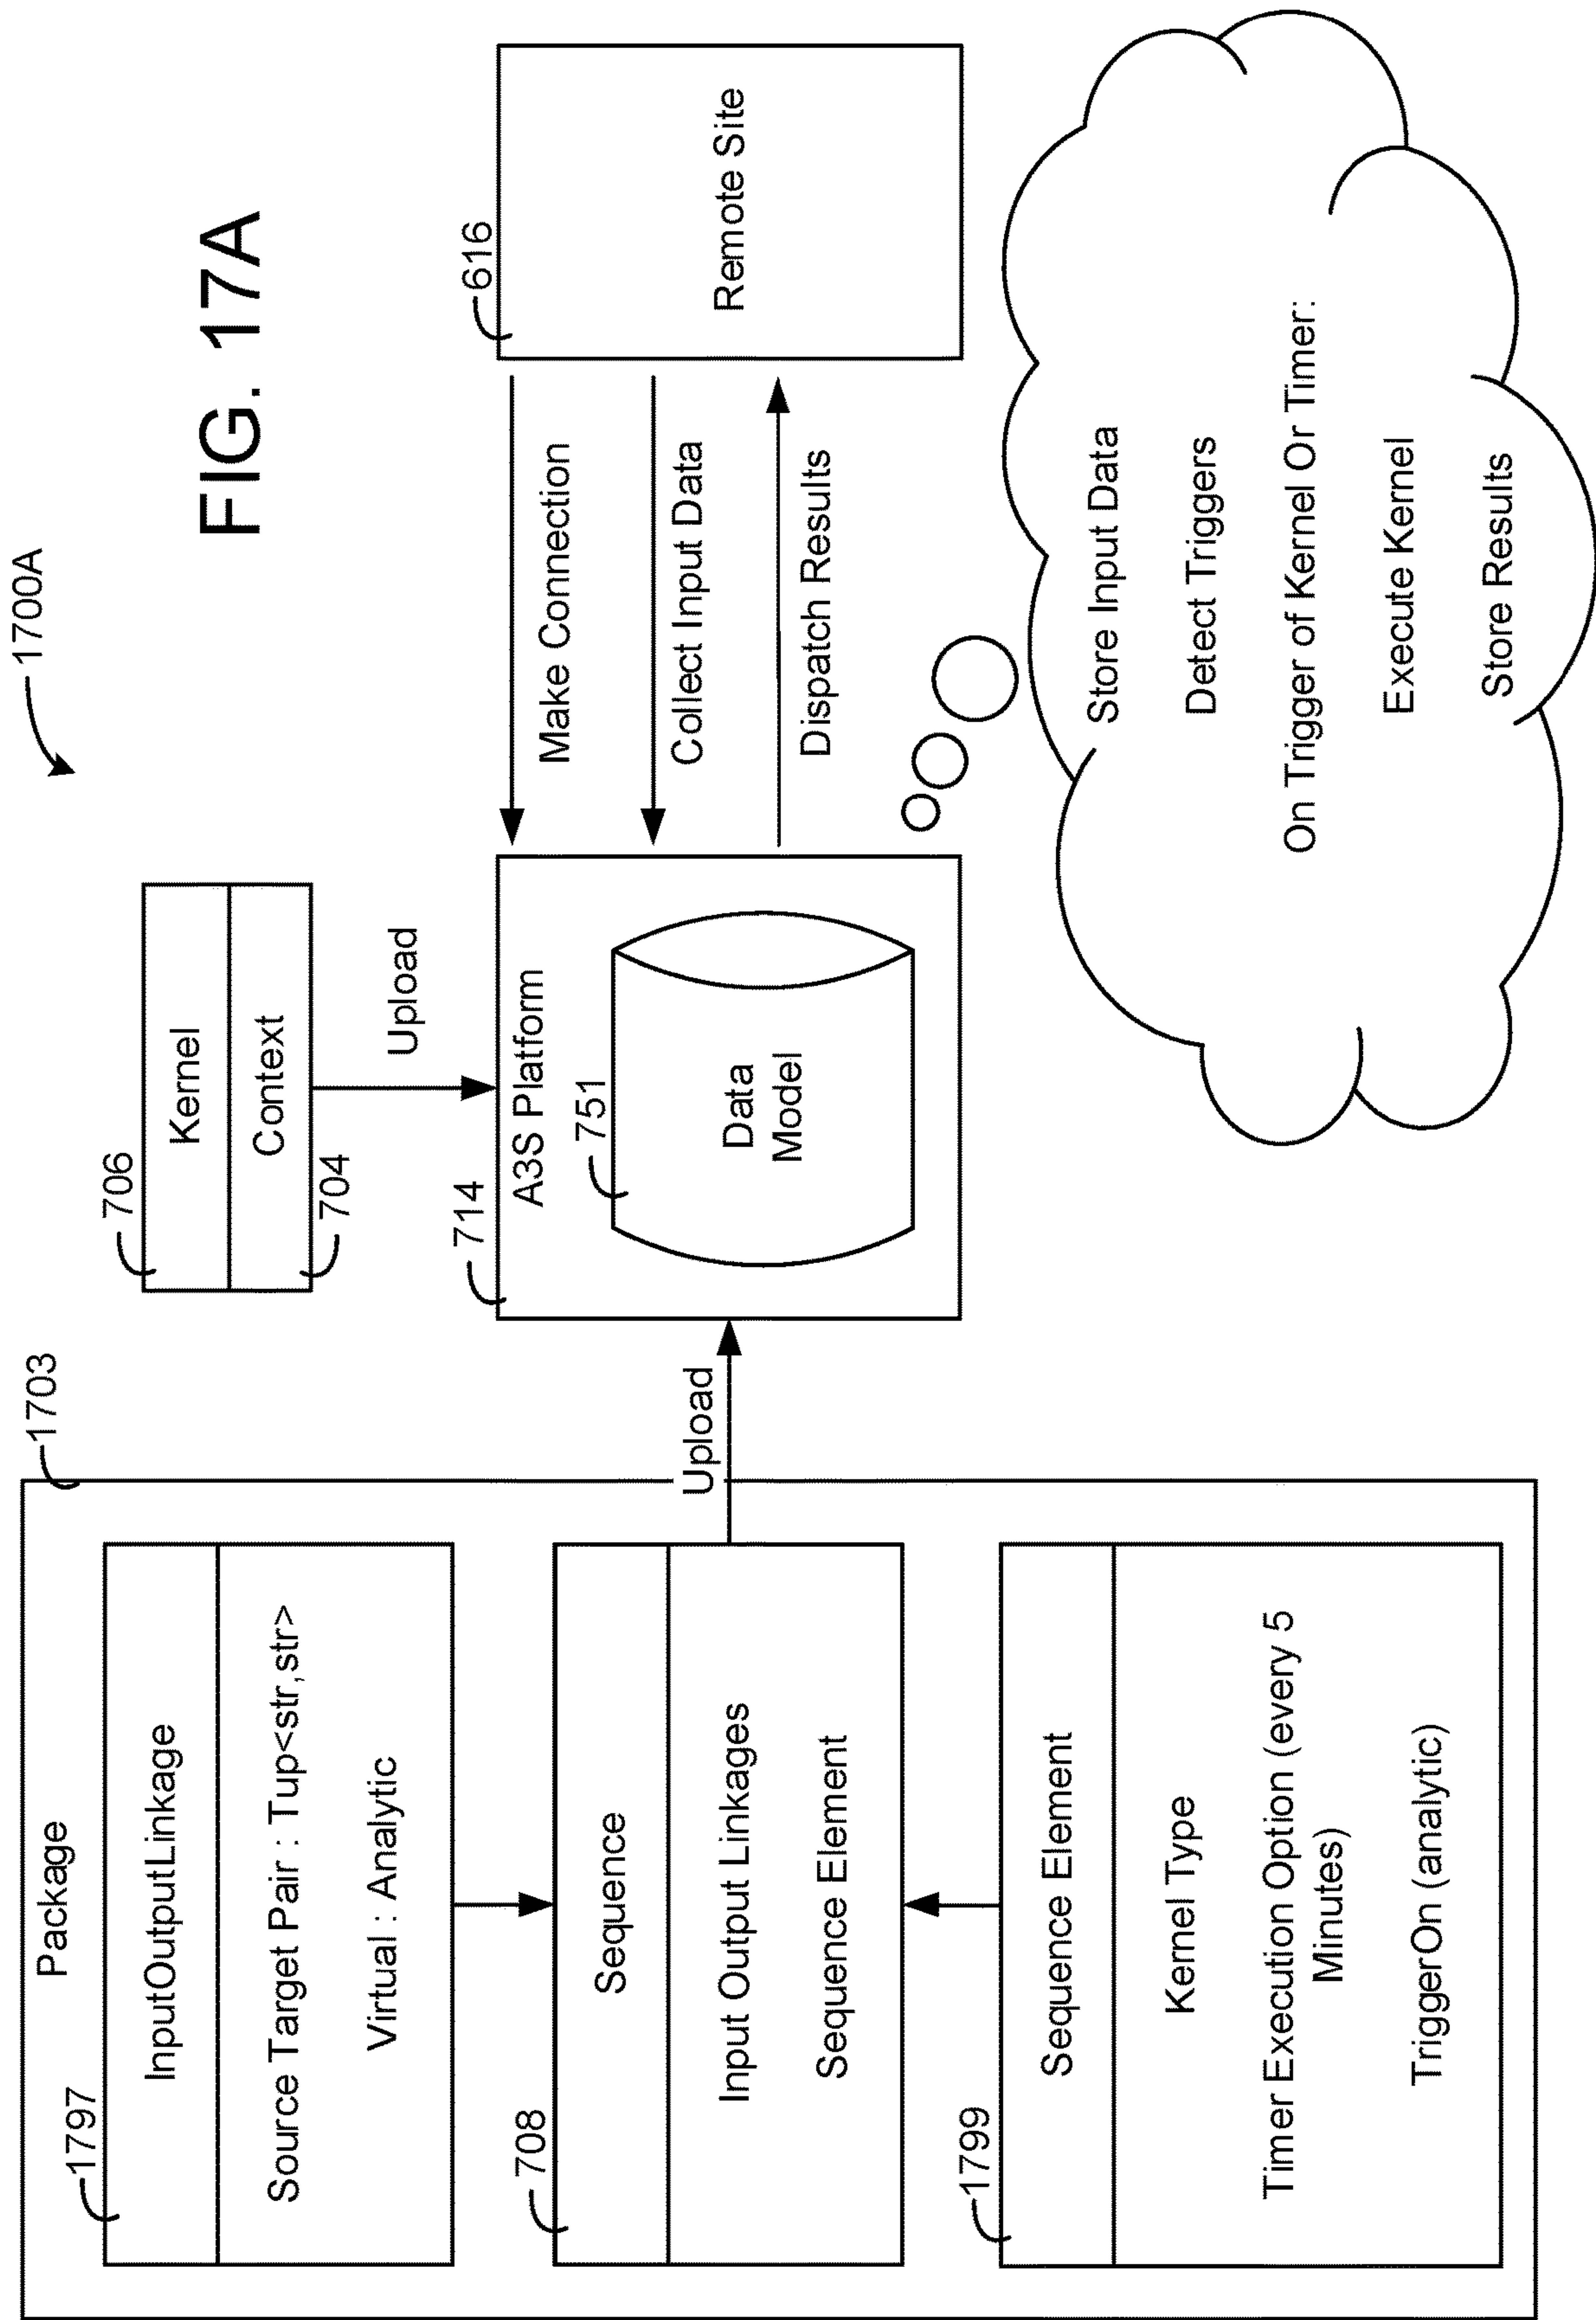 1700A
FIG. 17A
Package
1703
1797
InputOutputLinkage
Source Target Pair : Tup<str,str>
Virtual : Analytic
708
Sequence
Input Output Linkages
Sequence Element
1799
Sequence Element
Kernel Type
Timer Execution Option (every 5
Minutes)
TriggerOn (analytic)
Upload
706
Kernel
Context
704
Upload
714
A3S Platform
751
Data
Model
Make Connection
Collect Input Data
Dispatch Results
616
Remote Site
Store Input Data
Detect Triggers
On Trigger of Kernel Or Timer:
Execute Kernel
Store Results